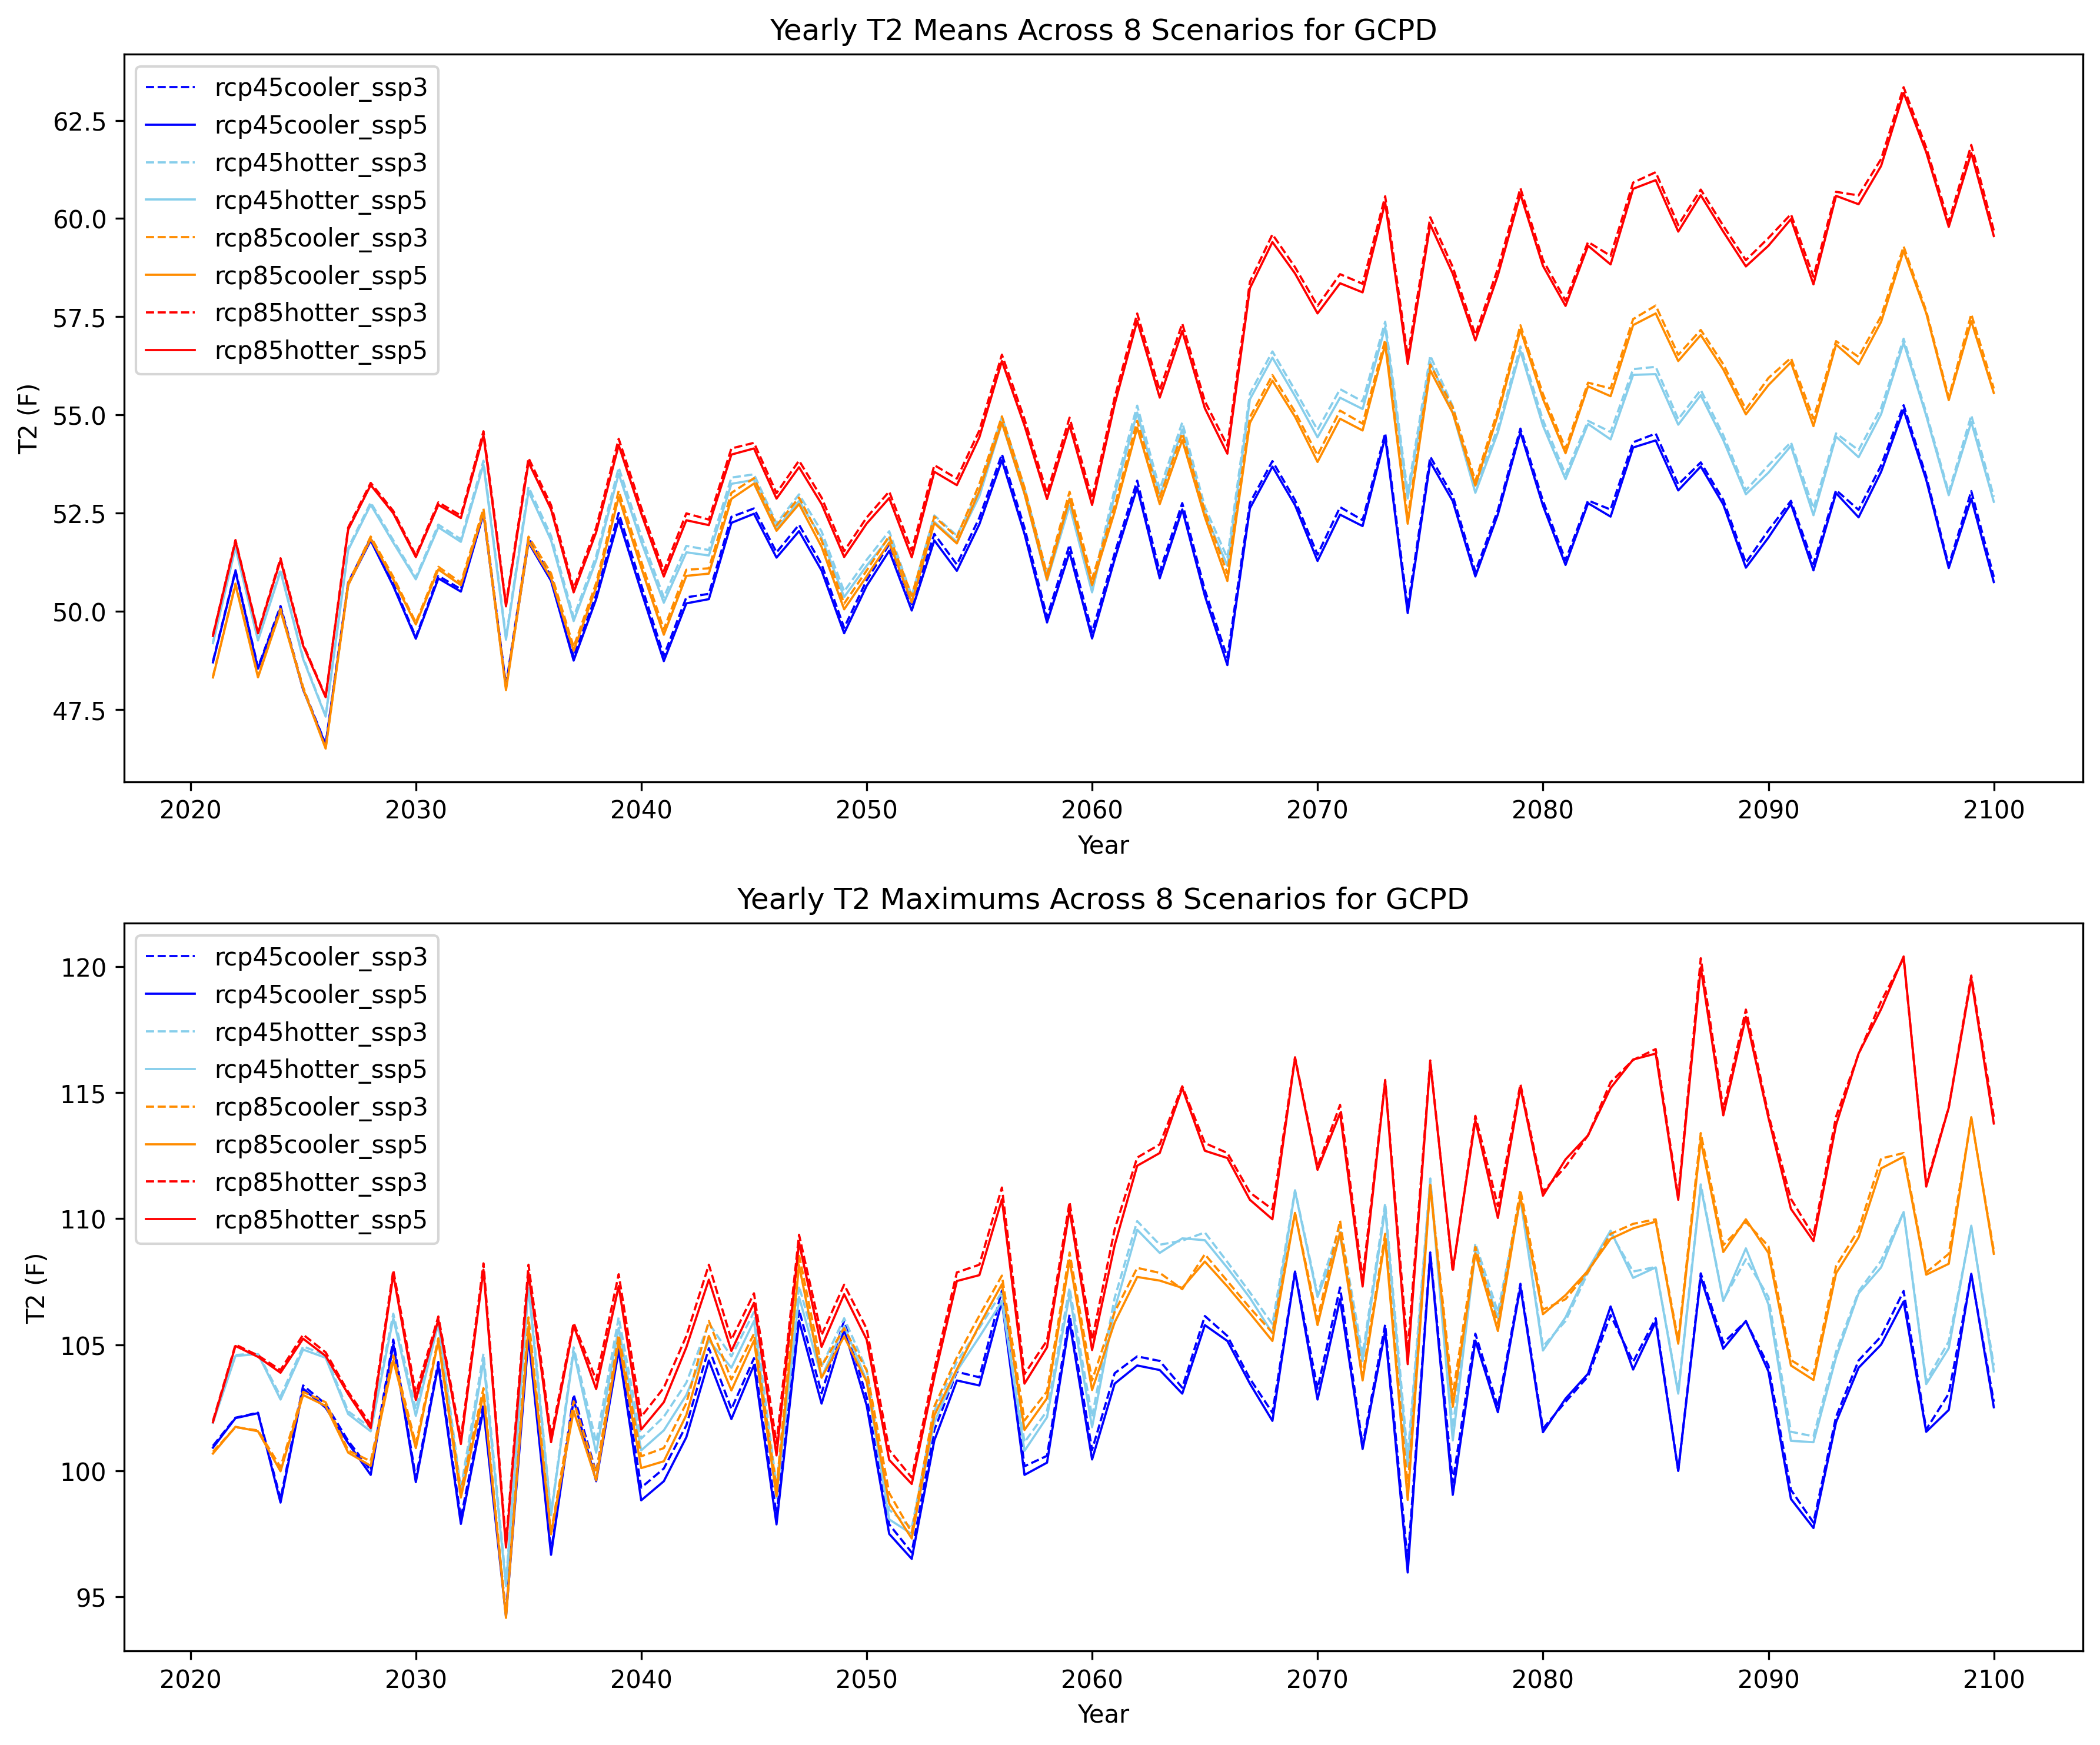 Yearly T2 Means Across 8 Scenarios for GCPD
rcp45cooler_ssp3
rcp45cooler_ssp5
rcp45hotter_ssp3
rcp45hotter_ssp5
rcp85cooler_ssp3
rcp85cooler_ssp5
rcp85hotter_ssp3
rcp85hotter_ssp5
T2 (F)
62.5
60.0
57.5
55.0
52.5
50.0
47.5
2020 2030 2040 2050 2060 2070 2080 2090 2100
Year
Yearly T2 Maximums Across 8 Scenarios for GCPD
rcp45cooler_ssp3
rcp45cooler_ssp5
rcp45hotter_ssp3
rcp45hotter_ssp5
rcp85cooler_ssp3
rcp85cooler_ssp5
rcp85hotter_ssp3
rcp85hotter_ssp5
T2 (F)
120
115
110
105
100
95
2020 2030 2040 2050 2060 2070 2080 2090 2100
Year